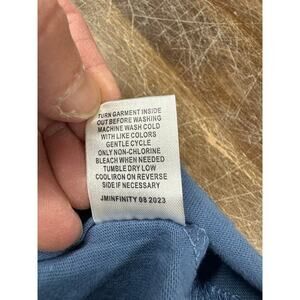 TURN GARMENT INSIDE
OUT BEFORE WASHING
MACHINE WASH COLD
WITH LIKE COLORS
GENTLE CYCLE
ONLY NON-CHLORINE
BLEACH WHEN NEEDED
TUMBLE DRY LOW
COOL IRON ON REVERSE
SIDE IF NECESSARY
JMINFINITY 08 2023